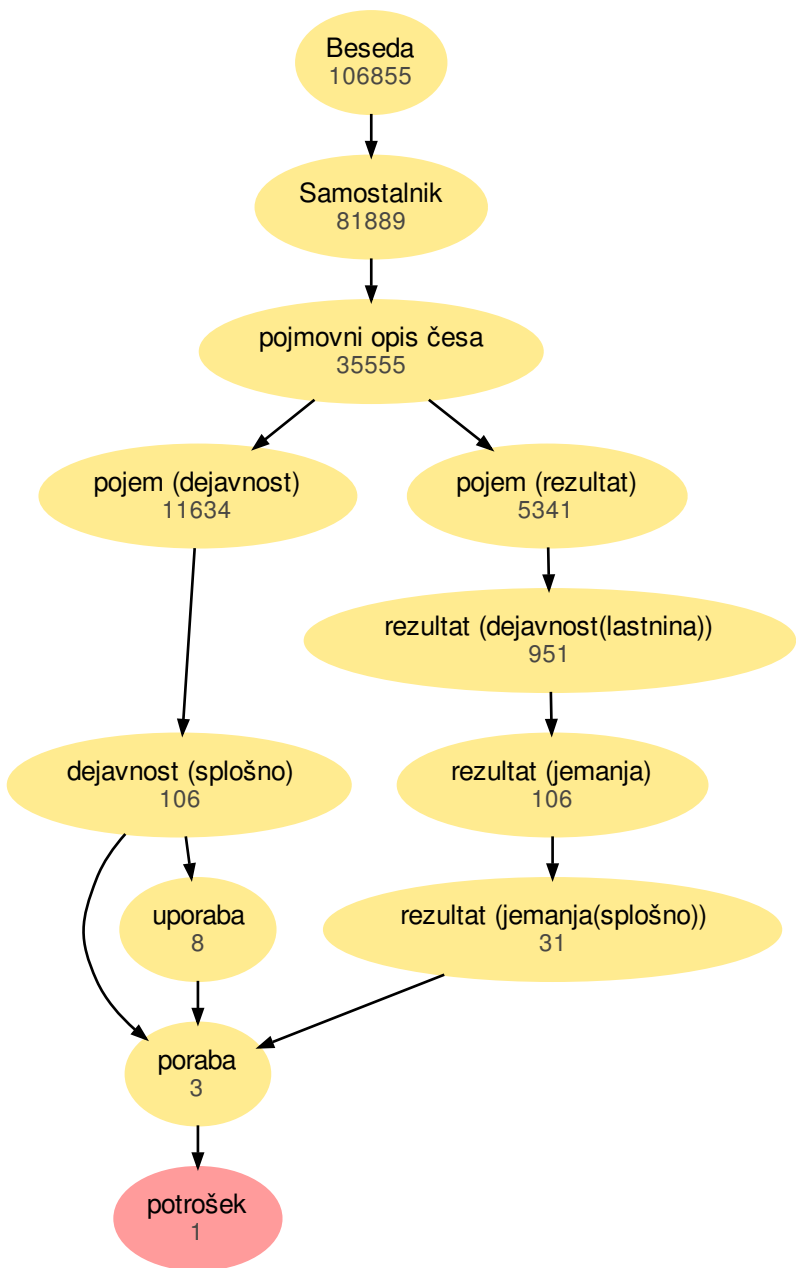 Beseda
106855
Samostalnik
81889
pojmovni opis česa
35555
pojem (dejavnost)
11634
pojem (rezultat)
5341
rezultat (dejavnost(lastnina))
951
dejavnost (splošno)
106
rezultat (jemanja)
106
uporaba
8
rezultat (jemanja(splošno))
31
poraba
3
potrošek
1